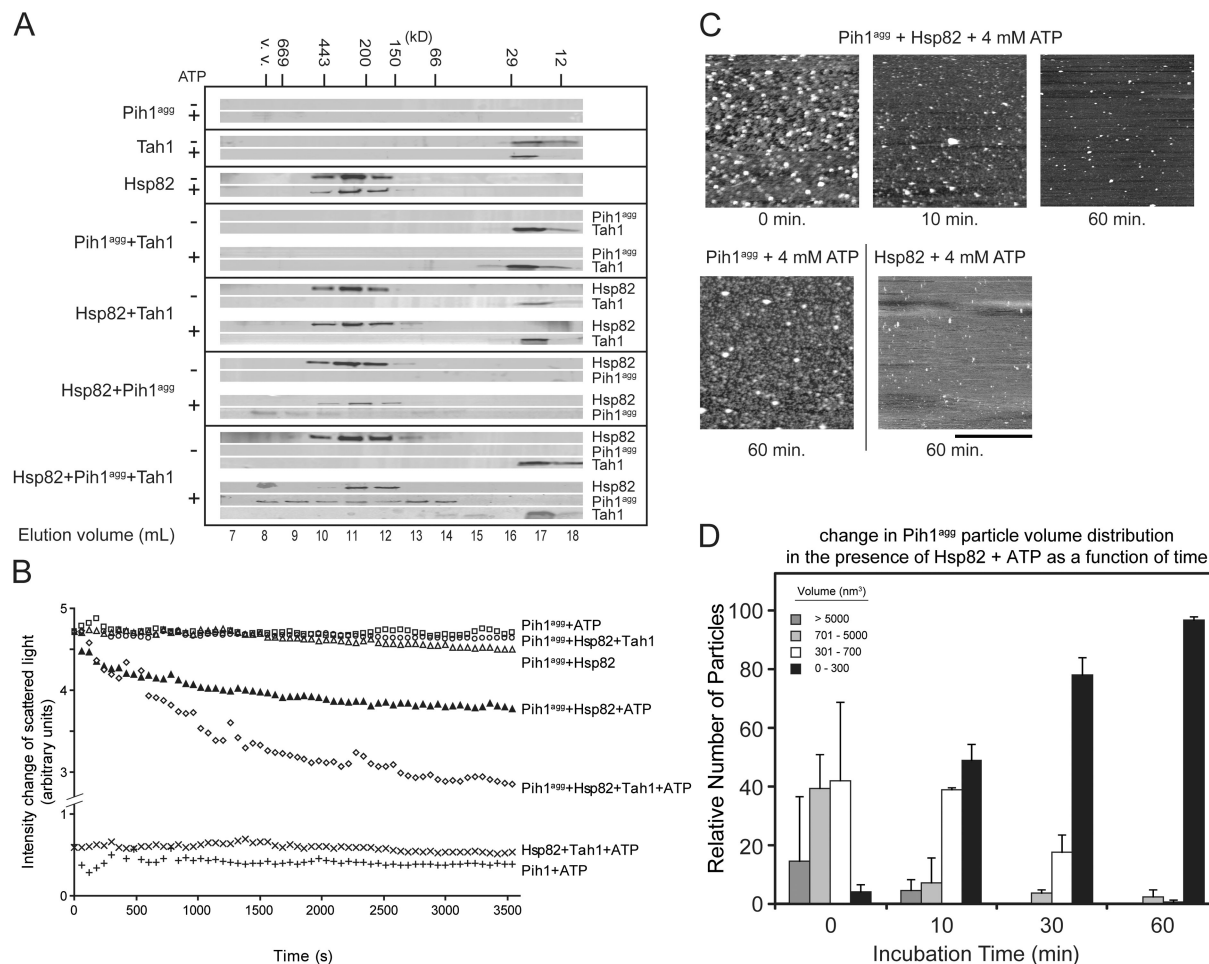 A
(kD)
v. v. 669 443 200 150 66 29 12
ATP
Pih1agg - +
Tah1 - +
Hsp82 - +
Pih1agg+Tah1
- Pih1agg
Tah1
+ Pih1agg
Tah1
Hsp82+Tah1
- Hsp82
Tah1
+ Hsp82
Tah1
Hsp82+Pih1agg
- Hsp82
Pih1agg
+ Hsp82
Pih1agg
Hsp82+Pih1agg+Tah1
- Hsp82
Pih1agg
Tah1
+ Hsp82
Pih1agg
Tah1
Elution volume (mL) 7 8 9 10 11 12 13 14 15 16 17 18
B
Intensity change of scattered light
(arbitrary units)
5
4
3
1
0
Pih1agg+ATP
Pih1agg+Hsp82+Tah1
Pih1agg+Hsp82
Pih1agg+Hsp82+ATP
Pih1agg+Hsp82+Tah1+ATP
Hsp82+Tah1+ATP
Pih1+ATP
0 500 1000 1500 2000 2500 3000 3500
Time (s)
C
Pih1agg + Hsp82 + 4 mM ATP
0 min. 10 min. 60 min.
Pih1agg + 4 mM ATP Hsp82 + 4 mM ATP
60 min. 60 min.
D
change in Pih1agg particle volume distribution
in the presence of Hsp82 + ATP as a function of time
Volume (nm3)
> 5000
701 - 5000
301 - 700
0 - 300
Relative Number of Particles
100
80
60
40
20
0
0 10 30 60
Incubation Time (min)